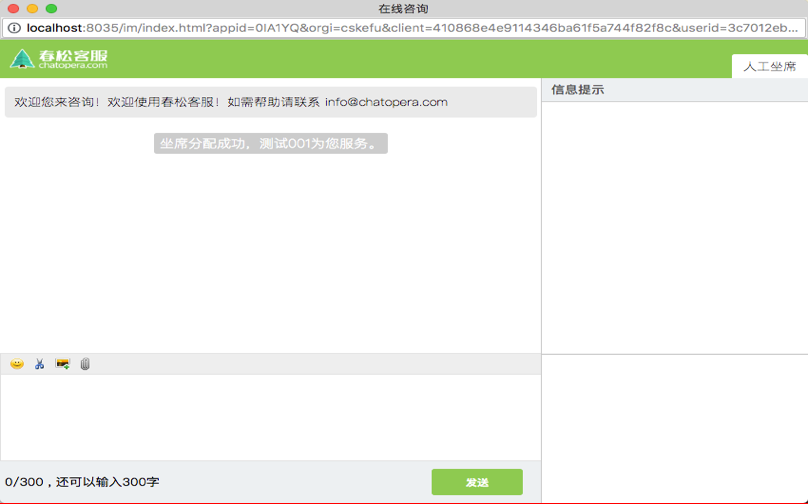 在线咨询
localhost:8035/im/index.html?appid=0IA1YQ&orgi=cskefu&client=410868e4e9114346ba61f5a744f82f8c&userid=3c7012eb...
春松客服
chatopera.com
人工坐席
欢迎您来咨询！欢迎使用春松客服！如需帮助请联系 info@chatopera.com
信息提示
坐席分配成功，测试001为您服务。
0/300，还可以输入300字
发送